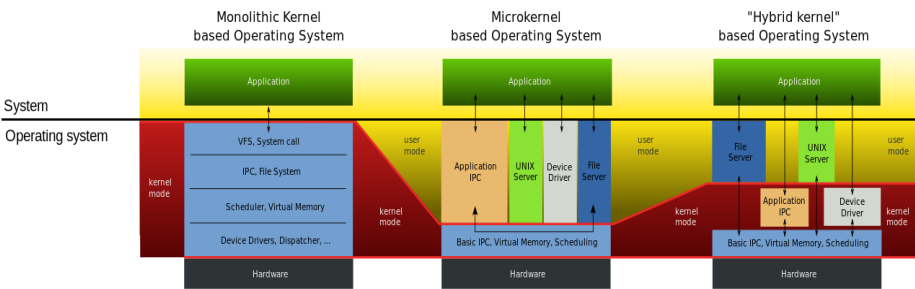 Monolithic Kernel
based Operating System
Microkernel
based Operating System
"Hybrid kernel"
based Operating System
Application
Application
Application
System
Operating system
VFS, System call
IPC, File System
Scheduler, Virtual Memory
Device Drivers, Dispatcher, ...
Hardware
kernel
mode
user
mode
kernel
mode
Application
IPC
UNIX
Server
Device
Driver
File
Server
Basic IPC, Virtual Memory, Scheduling
Hardware
user
mode
kernel
mode
File
Server
UNIX
Server
Application
IPC
Device
Driver
Basic IPC, Virtual Memory, Scheduling
Hardware
user
mode
kernel
mode